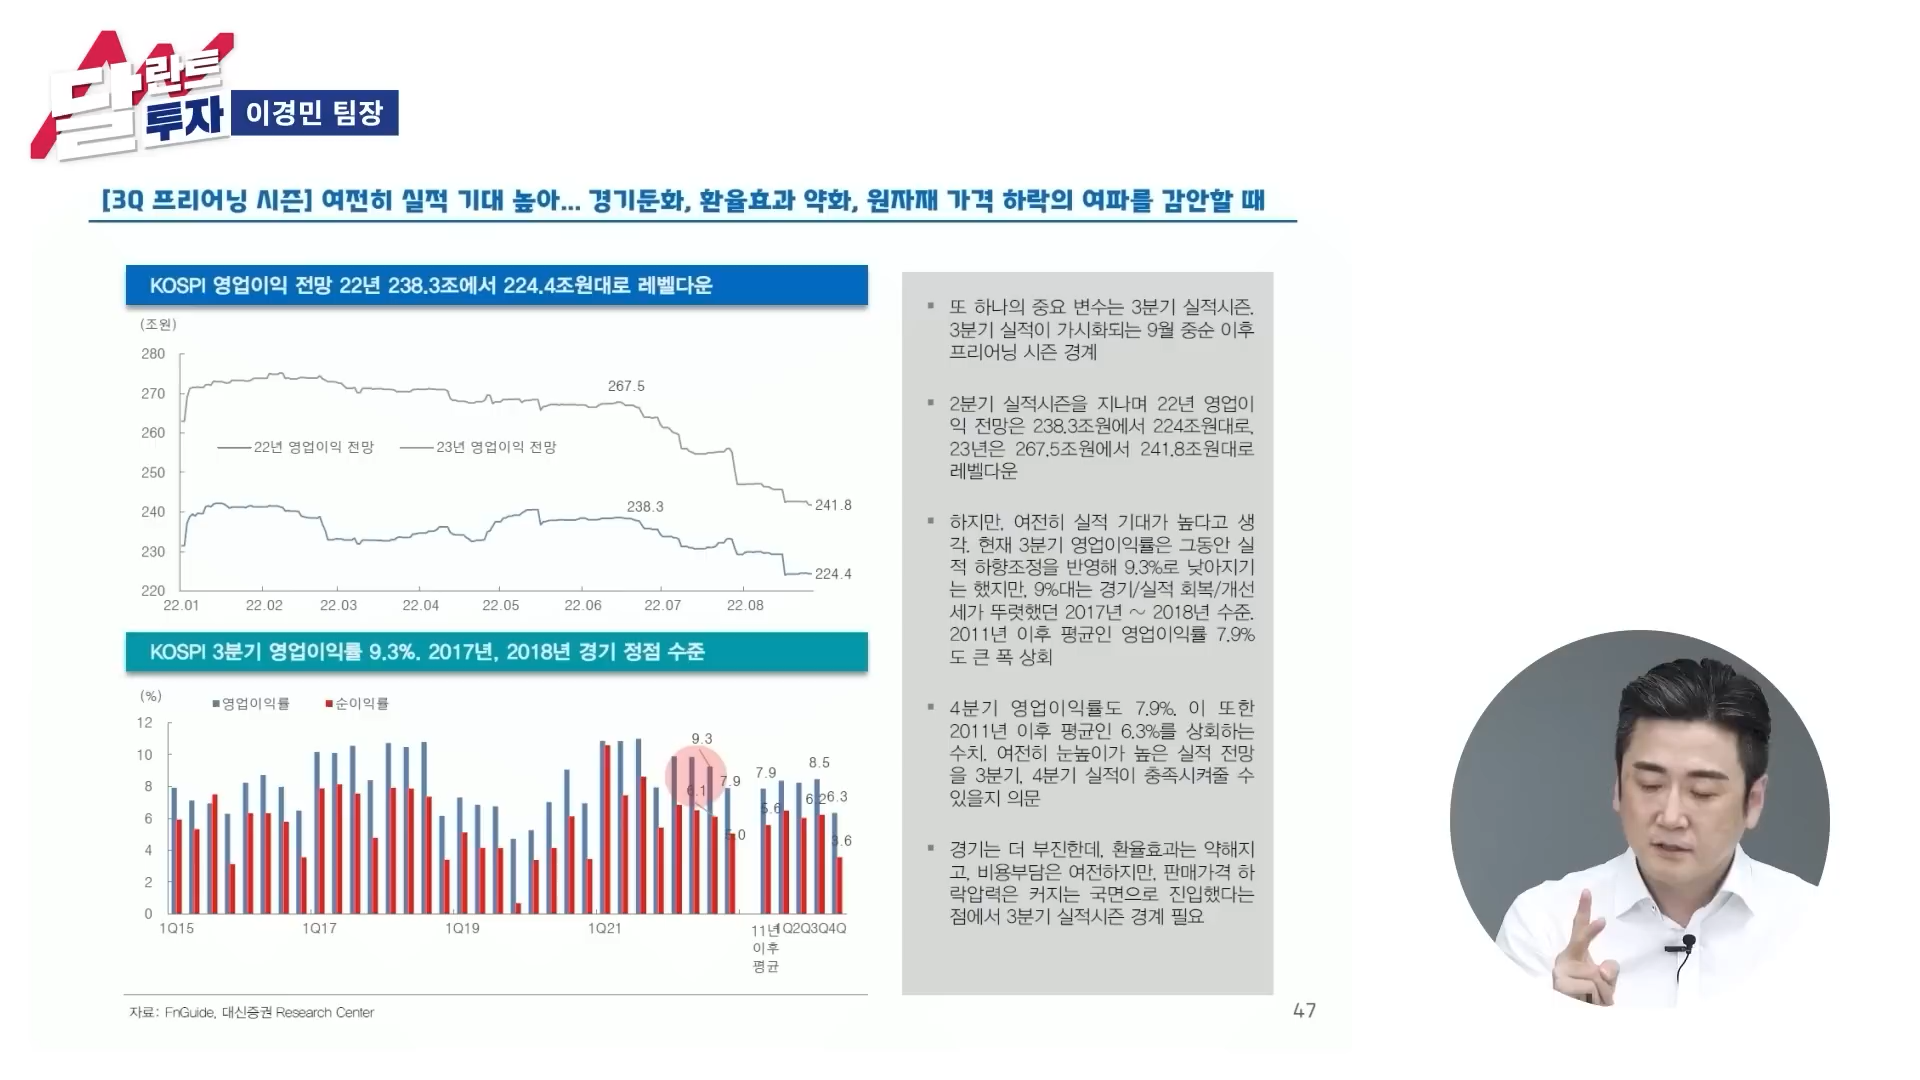 달란트
투자
이경민 팀장
[3Q 프리어닝 시즌] 여전히 실적 기대 높아... 경기둔화, 환율효과 약화, 원자재 가격 하락의 여파를 감안할 때
KOSPI 영업이익 전망 22년 238.3조에서 224.4조원대로 레벨다운
(조원)
280
270
260
250
240
230
220
267.5
22년 영업이익 전망
23년 영업이익 전망
238.3
241.8
224.4
22.01 22.02 22.03 22.04 22.05 22.06 22.07 22.08
KOSPI 3분기 영업이익률 9.3%. 2017년, 2018년 경기 정점 수준
(%)
영업이익률 순이익률
12
10
8
6
4
2
0
9.3
7.9
6.1
5.0
7.9
5.6
8.5
6.2
6.3
3.6
1Q15 1Q17 1Q19 1Q21
11년
이후
평균
1Q2Q3Q4Q
자료: FnGuide, 대신증권 Research Center
또 하나의 중요 변수는 3분기 실적시즌.
3분기 실적이 가시화되는 9월 중순 이후
프리어닝 시즌 경계
2분기 실적시즌을 지나며 22년 영업이
익 전망은 238.3조원에서 224조원대로,
23년은 267.5조원에서 241.8조원대로
레벨다운
하지만, 여전히 실적 기대가 높다고 생
각. 현재 3분기 영업이익률은 그동안 실
적 하향조정을 반영해 9.3%로 낮아지기
는 했지만, 9%대는 경기/실적 회복/개선
세가 뚜렷했던 2017년 ~ 2018년 수준.
2011년 이후 평균인 영업이익률 7.9%
도 큰 폭 상회
4분기 영업이익률도 7.9%. 이 또한
2011년 이후 평균인 6.3%를 상회하는
수치. 여전히 눈높이가 높은 실적 전망
을 3분기, 4분기 실적이 충족시켜줄 수
있을지 의문
경기는 더 부진한데, 환율효과는 약해지
고, 비용부담은 여전하지만, 판매가격 하
락압력은 커지는 국면으로 진입했다는
점에서 3분기 실적시즌 경계 필요
47